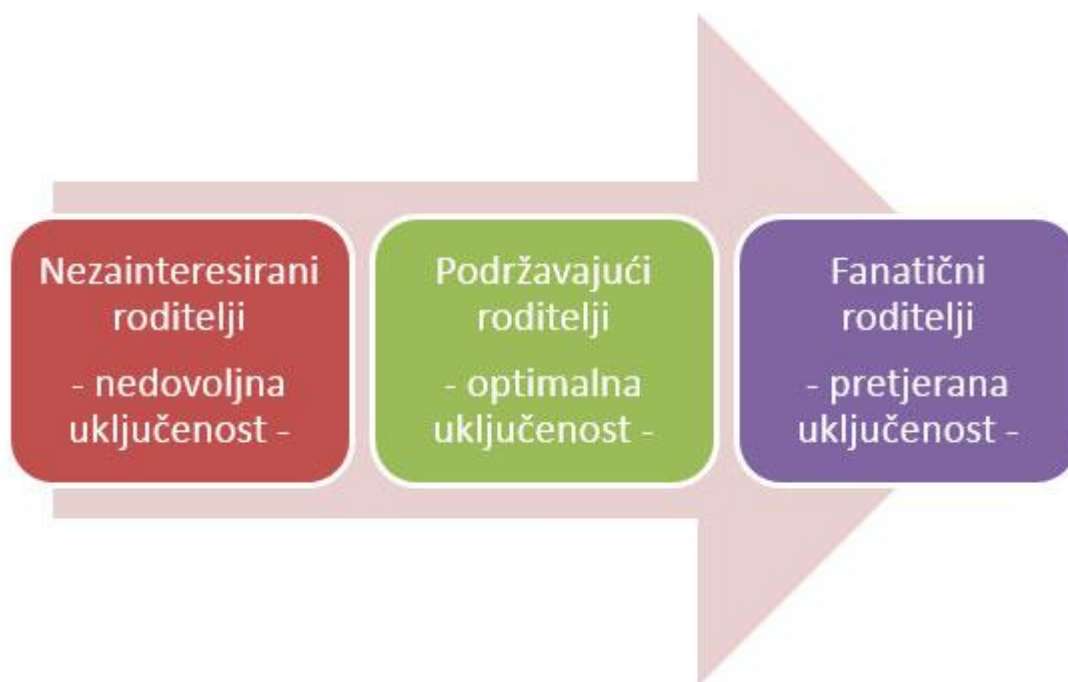 Nezainteresirani
roditelji
- nedovoljna
uključenost -
Podržavajući
roditelji
- optimalna
uključenost -
Fanatični
roditelji
- pretjerana
uključenost -